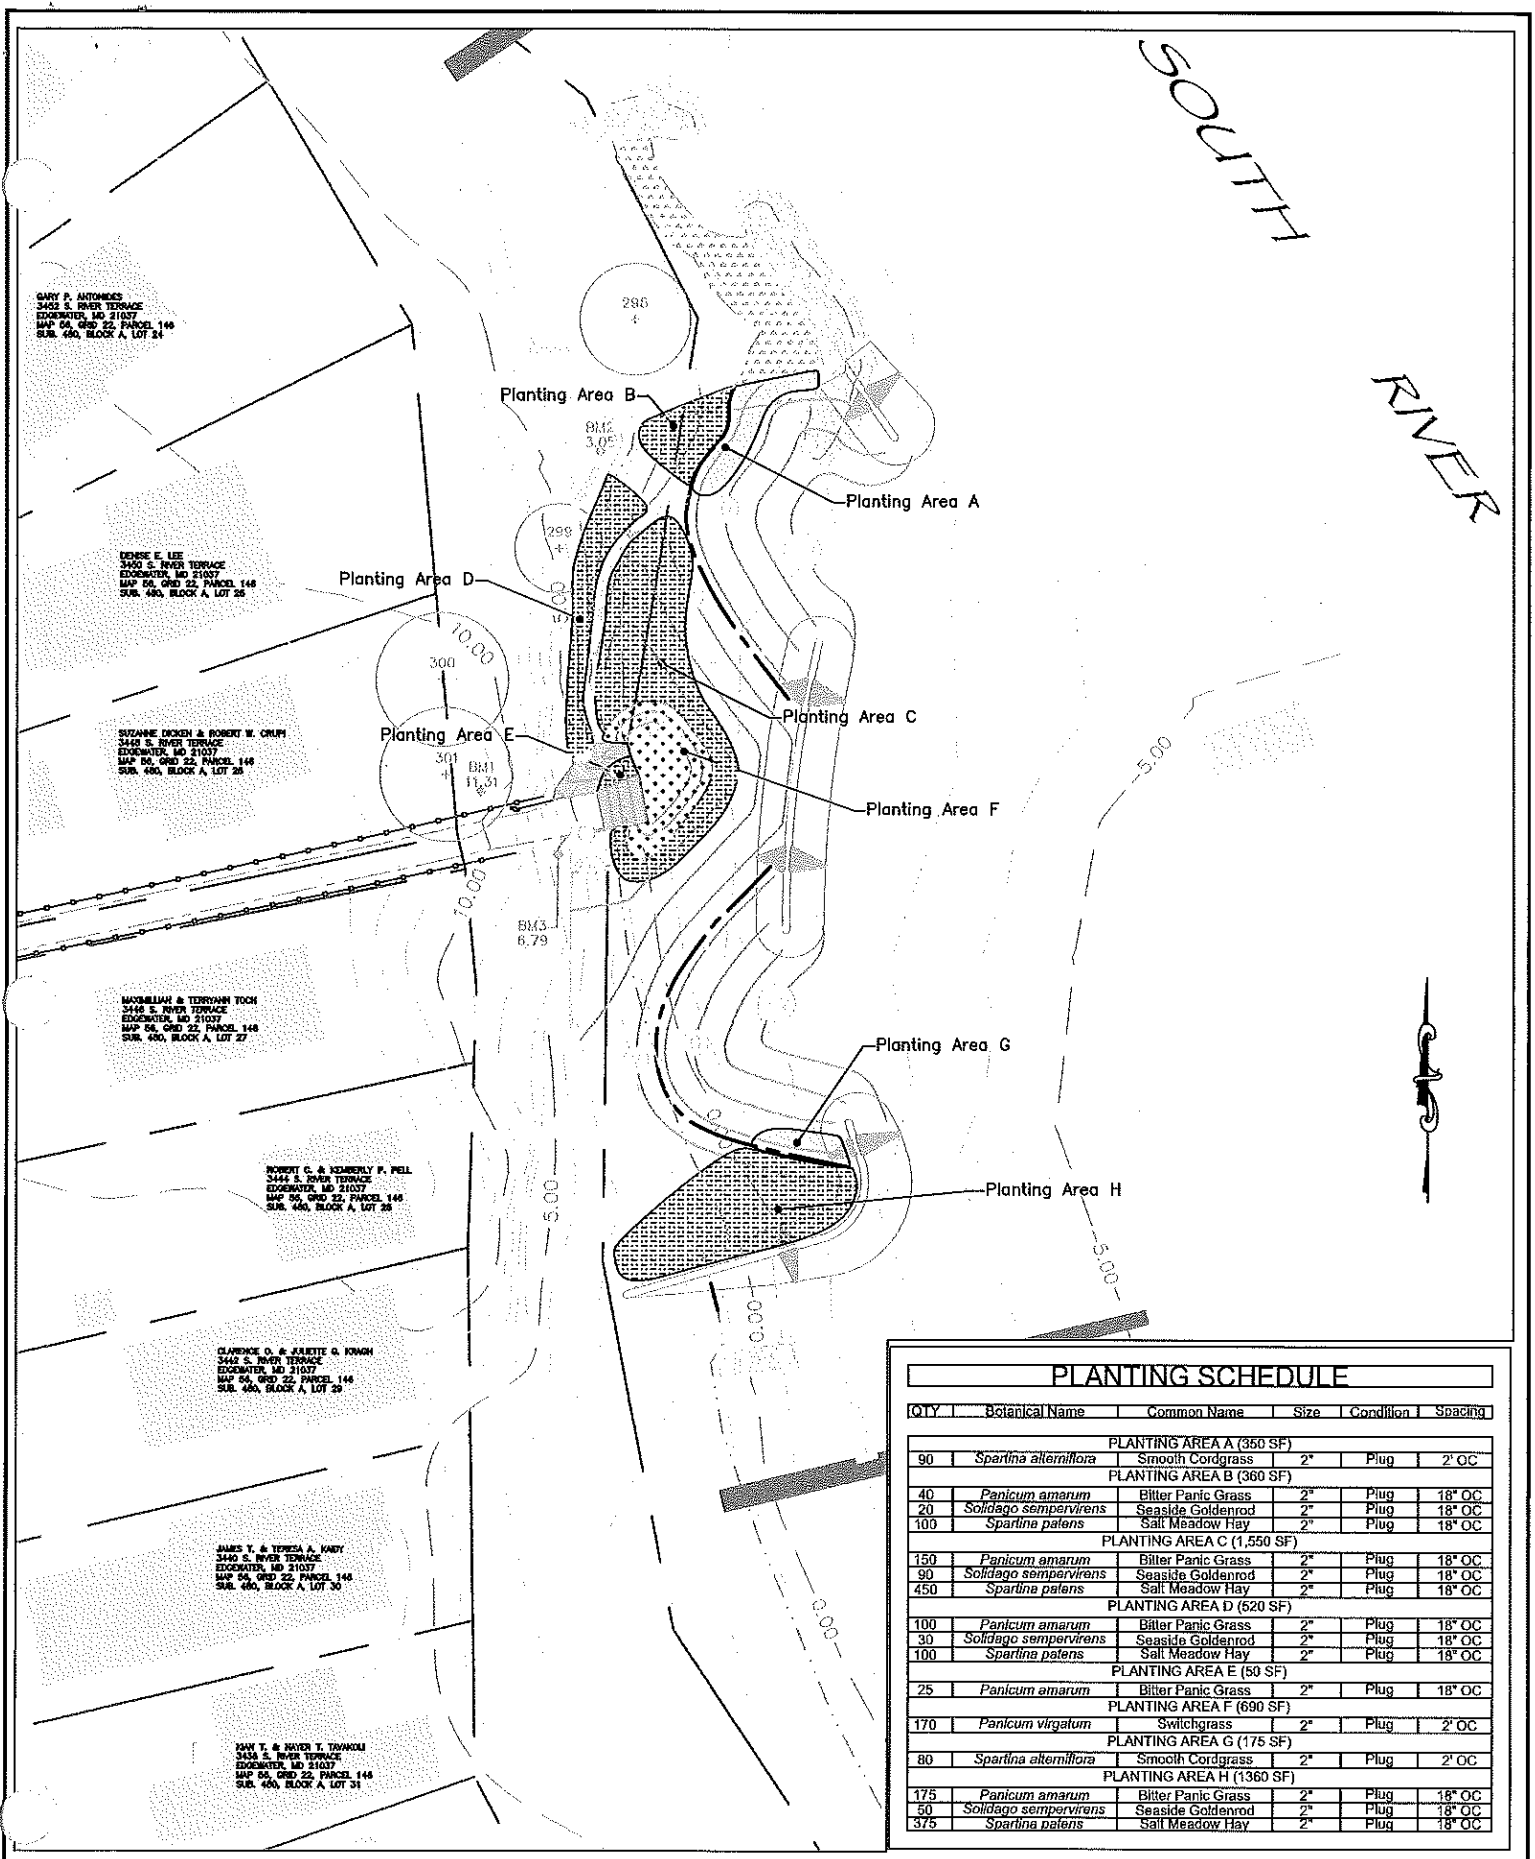 SOUTH
RIVER
GARY P. ANTONIDES
3452 S. RIVER TERRACE
EDGEWATER, MD 21037
MAP 56, GRID 22, PARCEL 146
SUB. 480, BLOCK A, LOT 24
298
Planting Area B
BM2
3.05
Planting Area A
299
DENISE E. LEE
3450 S. RIVER TERRACE
EDGEWATER, MD 21037
MAP 56, GRID 22, PARCEL 146
SUB. 480, BLOCK A, LOT 25
Planting Area D
5.00
10.00
300
SUZANNE DICKEN & ROBERT W. CRUPI
3448 S. RIVER TERRACE
EDGEWATER, MD 21037
MAP 56, GRID 22, PARCEL 146
SUB. 480, BLOCK A, LOT 26
Planting Area C
Planting Area E
301
BM1
11.31
-5.00
Planting Area F
10.00
BM3
6.79
MAXIMILLIAN & TERRYANN TOCH
3446 S. RIVER TERRACE
EDGEWATER, MD 21037
MAP 56, GRID 22, PARCEL 146
SUB. 480, BLOCK A, LOT 27
Planting Area G
0.00
ROBERT C. & KEMBERLY P. PELL
3444 S. RIVER TERRACE
EDGEWATER, MD 21037
MAP 56, GRID 22, PARCEL 146
SUB. 480, BLOCK A, LOT 28
5.00
Planting Area H
-5.00
0.00
CLARENCE O. & JULIETTE G. KRAGH
3442 S. RIVER TERRACE
EDGEWATER, MD 21037
MAP 56, GRID 22, PARCEL 146
SUB. 480, BLOCK A, LOT 29
JAMES T. & TERESA A. KARDY
3440 S. RIVER TERRACE
EDGEWATER, MD 21037
MAP 56, GRID 22, PARCEL 146
SUB. 480, BLOCK A, LOT 30
0.00
T. & NAYER T. TAVAKOLI
3438 S. RIVER TERRACE
EDGEWATER, MD 21037
MAP 56, GRID 22, PARCEL 146
SUB. 480, BLOCK A, LOT 31
PLANTING SCHEDULE
QTY Botanical Name Common Name Size Condition Spacing
PLANTING AREA A (350 SF)
90 Spartina alterniflora Smooth Cordgrass 2" Plug 2' OC
PLANTING AREA B (360 SF)
40 Panicum amarum Bitter Panic Grass 2" Plug 18" OC
20 Solidago sempervirens Seaside Goldenrod 2" Plug 18" OC
100 Spartina patens Salt Meadow Hay 2" Plug 18" OC
PLANTING AREA C (1,550 SF)
150 Panicum amarum Bitter Panic Grass 2" Plug 18" OC
90 Solidago sempervirens Seaside Goldenrod 2" Plug 18" OC
450 Spartina patens Salt Meadow Hay 2" Plug 18" OC
PLANTING AREA D (520 SF)
100 Panicum amarum Bitter Panic Grass 2" Plug 18" OC
30 Solidago sempervirens Seaside Goldenrod 2" Plug 18" OC
100 Spartina patens Salt Meadow Hay 2" Plug 18" OC
PLANTING AREA E (50 SF)
25 Panicum amarum Bitter Panic Grass 2" Plug 18" OC
PLANTING AREA F (690 SF)
170 Panicum virgatum Switchgrass 2" Plug 2' OC
PLANTING AREA G (175 SF)
80 Spartina alterniflora Smooth Cordgrass 2" Plug 2' OC
PLANTING AREA H (1360 SF)
175 Panicum amarum Bitter Panic Grass 2" Plug 18" OC
50 Solidago sempervirens Seaside Goldenrod 2" Plug 18" OC
375 Spartina patens Salt Meadow Hay 2" Plug 18" OC